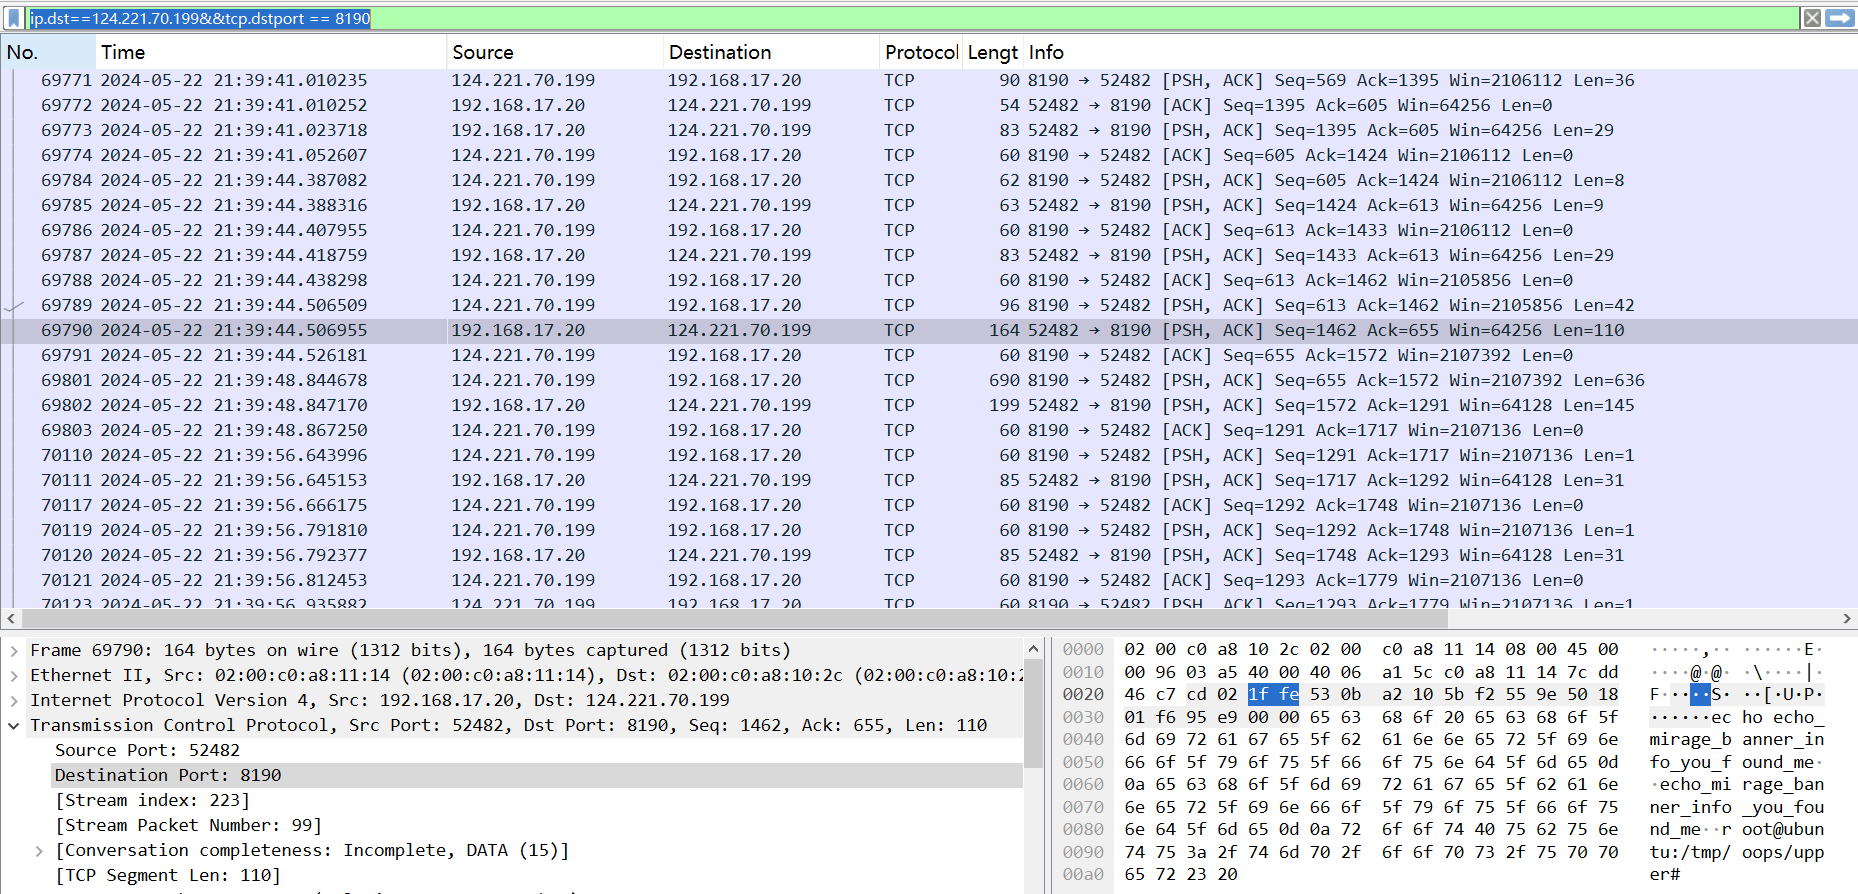 ip.dst==124.221.70.199&&tcp.dstport == 8190
No. Time Source Destination Protocol Lengt Info
69771 2024-05-22 21:39:41.010235 124.221.70.199 192.168.17.20 TCP 90 8190 → 52482 [PSH, ACK] Seq=569 Ack=1395 Win=2106112 Len=36
69772 2024-05-22 21:39:41.010252 192.168.17.20 124.221.70.199 TCP 54 52482 → 8190 [ACK] Seq=1395 Ack=605 Win=64256 Len=0
69773 2024-05-22 21:39:41.023718 192.168.17.20 124.221.70.199 TCP 83 52482 → 8190 [PSH, ACK] Seq=1395 Ack=605 Win=64256 Len=29
69774 2024-05-22 21:39:41.052607 124.221.70.199 192.168.17.20 TCP 60 8190 → 52482 [ACK] Seq=605 Ack=1424 Win=2106112 Len=0
69784 2024-05-22 21:39:44.387082 124.221.70.199 192.168.17.20 TCP 62 8190 → 52482 [PSH, ACK] Seq=605 Ack=1424 Win=2106112 Len=8
69785 2024-05-22 21:39:44.388316 192.168.17.20 124.221.70.199 TCP 63 52482 → 8190 [PSH, ACK] Seq=1424 Ack=613 Win=64256 Len=9
69786 2024-05-22 21:39:44.407955 124.221.70.199 192.168.17.20 TCP 60 8190 → 52482 [ACK] Seq=613 Ack=1433 Win=2106112 Len=0
69787 2024-05-22 21:39:44.418759 192.168.17.20 124.221.70.199 TCP 83 52482 → 8190 [PSH, ACK] Seq=1433 Ack=613 Win=64256 Len=29
69788 2024-05-22 21:39:44.438298 124.221.70.199 192.168.17.20 TCP 60 8190 → 52482 [ACK] Seq=613 Ack=1462 Win=2105856 Len=0
69789 2024-05-22 21:39:44.506509 124.221.70.199 192.168.17.20 TCP 96 8190 → 52482 [PSH, ACK] Seq=613 Ack=1462 Win=2105856 Len=42
69790 2024-05-22 21:39:44.506955 192.168.17.20 124.221.70.199 TCP 164 52482 → 8190 [PSH, ACK] Seq=1462 Ack=655 Win=64256 Len=110
69791 2024-05-22 21:39:44.526181 124.221.70.199 192.168.17.20 TCP 60 8190 → 52482 [ACK] Seq=655 Ack=1572 Win=2107392 Len=0
69801 2024-05-22 21:39:48.844678 124.221.70.199 192.168.17.20 TCP 690 8190 → 52482 [PSH, ACK] Seq=655 Ack=1572 Win=2107392 Len=636
69802 2024-05-22 21:39:48.847170 192.168.17.20 124.221.70.199 TCP 199 52482 → 8190 [PSH, ACK] Seq=1572 Ack=1291 Win=64128 Len=145
69803 2024-05-22 21:39:48.867250 124.221.70.199 192.168.17.20 TCP 60 8190 → 52482 [ACK] Seq=1291 Ack=1717 Win=2107136 Len=0
70110 2024-05-22 21:39:56.643996 124.221.70.199 192.168.17.20 TCP 60 8190 → 52482 [PSH, ACK] Seq=1291 Ack=1717 Win=2107136 Len=1
70111 2024-05-22 21:39:56.645153 192.168.17.20 124.221.70.199 TCP 85 52482 → 8190 [PSH, ACK] Seq=1717 Ack=1292 Win=64128 Len=31
70117 2024-05-22 21:39:56.666175 124.221.70.199 192.168.17.20 TCP 60 8190 → 52482 [ACK] Seq=1292 Ack=1748 Win=2107136 Len=0
70119 2024-05-22 21:39:56.791810 124.221.70.199 192.168.17.20 TCP 60 8190 → 52482 [PSH, ACK] Seq=1292 Ack=1748 Win=2107136 Len=1
70120 2024-05-22 21:39:56.792377 192.168.17.20 124.221.70.199 TCP 85 52482 → 8190 [PSH, ACK] Seq=1748 Ack=1293 Win=64128 Len=31
70121 2024-05-22 21:39:56.812453 124.221.70.199 192.168.17.20 TCP 60 8190 → 52482 [ACK] Seq=1293 Ack=1779 Win=2107136 Len=0
70123 2024-05-22 21:39:56.935882 124.221.70.199 192.168.17.20 TCP 60 8190 → 52482 [PSH, ACK] Seq=1293 Ack=1779 Win=2107136 Len=1
Frame 69790: 164 bytes on wire (1312 bits), 164 bytes captured (1312 bits)
Ethernet II, Src: 02:00:c0:a8:11:14 (02:00:c0:a8:11:14), Dst: 02:00:c0:a8:10:2c (02:00:c0:a8:10:2
Internet Protocol Version 4, Src: 192.168.17.20, Dst: 124.221.70.199
Transmission Control Protocol, Src Port: 52482, Dst Port: 8190, Seq: 1462, Ack: 655, Len: 110
Source Port: 52482
Destination Port: 8190
[Stream index: 223]
[Stream Packet Number: 99]
[Conversation completeness: Incomplete, DATA (15)]
[TCP Segment Len: 110]
0000 02 00 c0 a8 10 2c 02 00 c0 a8 11 14 08 00 45 00 ·····,·· ······E·
0010 00 96 03 a5 40 00 40 06 a1 5c c0 a8 11 14 7c dd ····@·@· ·\····|·
0020 46 c7 cd 02 1f fe 53 0b a2 10 5b f2 55 9e 50 18 F·····S· ··[·U·P·
0030 01 f6 95 e9 00 00 65 63 68 6f 20 65 63 68 6f 5f ······ec ho echo_
0040 6d 69 72 61 67 65 5f 62 61 6e 6e 65 72 5f 69 6e mirage_b anner_in
0050 66 6f 5f 79 6f 75 5f 66 6f 75 6e 64 5f 6d 65 0d fo_you_f ound_me·
0060 0a 65 63 68 6f 5f 6d 69 72 61 67 65 5f 62 61 6e ·echo_mi rage_ban
0070 6e 65 72 5f 69 6e 66 6f 5f 79 6f 75 5f 66 6f 75 ner_info _you_fou
0080 6e 64 5f 6d 65 0d 0a 72 6f 6f 74 40 75 62 75 6e nd_me··r oot@ubun
0090 74 75 3a 2f 74 6d 70 2f 6f 6f 70 73 2f 75 70 70 tu:/tmp/ oops/upp
00a0 65 72 23 20 er#